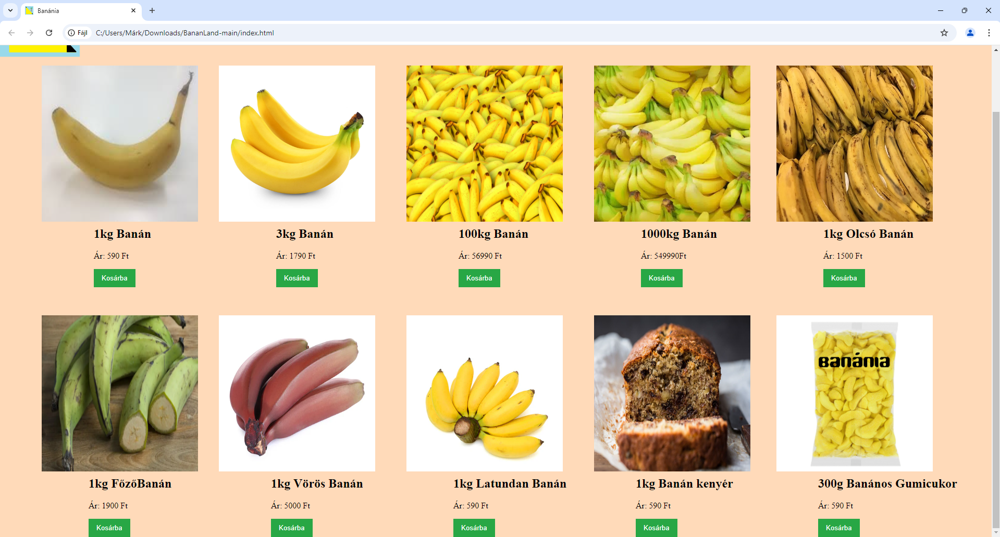 Banánia
Fájl
C:/Users/Márk/Downloads/BananLand-main/index.html
1kg Banán
Ár: 590 Ft
Kosárba
3kg Banán
Ár: 1790 Ft
Kosárba
100kg Banán
Ár: 56990 Ft
Kosárba
1000kg Banán
Ár: 549990Ft
Kosárba
1kg Olcsó Banán
Ár: 1500 Ft
Kosárba
1kg FőzőBanán
Ár: 1900 Ft
Kosárba
1kg Vörös Banán
Ár: 5000 Ft
Kosárba
1kg Latundan Banán
Ár: 590 Ft
Kosárba
1kg Banán kenyér
Ár: 590 Ft
Kosárba
Banánia
300g Banános Gumicukor
Ár: 590 Ft
Kosárba